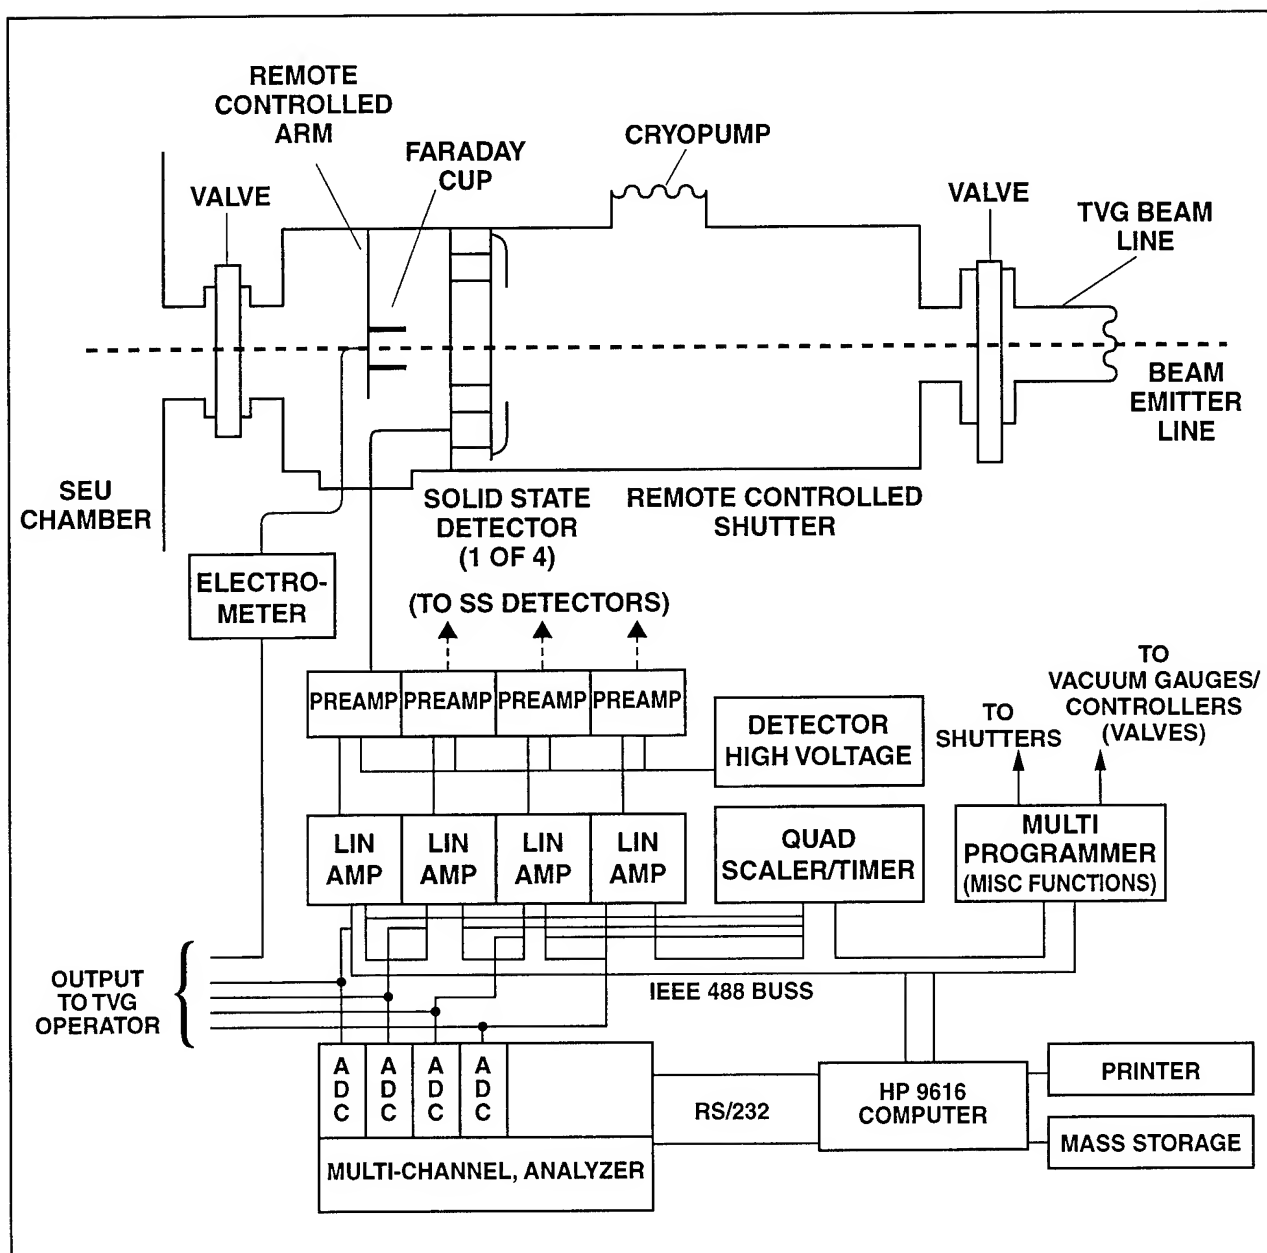 REMOTE
CONTROLLED
ARM
FARADAY
CUP
CRYOPUMP
VALVE
VALVE
TVG BEAM
LINE
BEAM
EMITTER
LINE
SEU
CHAMBER
SOLID STATE
DETECTOR
(1 OF 4)
REMOTE CONTROLLED
SHUTTER
ELECTRO-
METER
(TO SS DETECTORS)
PREAMP
PREAMP
PREAMP
PREAMP
DETECTOR
HIGH VOLTAGE
TO
SHUTTERS
TO
VACUUM GAUGES/
CONTROLLERS
(VALVES)
LIN
AMP
LIN
AMP
LIN
AMP
LIN
AMP
QUAD
SCALER/TIMER
MULTI
PROGRAMMER
(MISC FUNCTIONS)
OUTPUT
TO TVG
OPERATOR
IEEE 488 BUSS
ADC
ADC
ADC
ADC
MULTI-CHANNEL, ANALYZER
RS/232
HP 9616
COMPUTER
PRINTER
MASS STORAGE